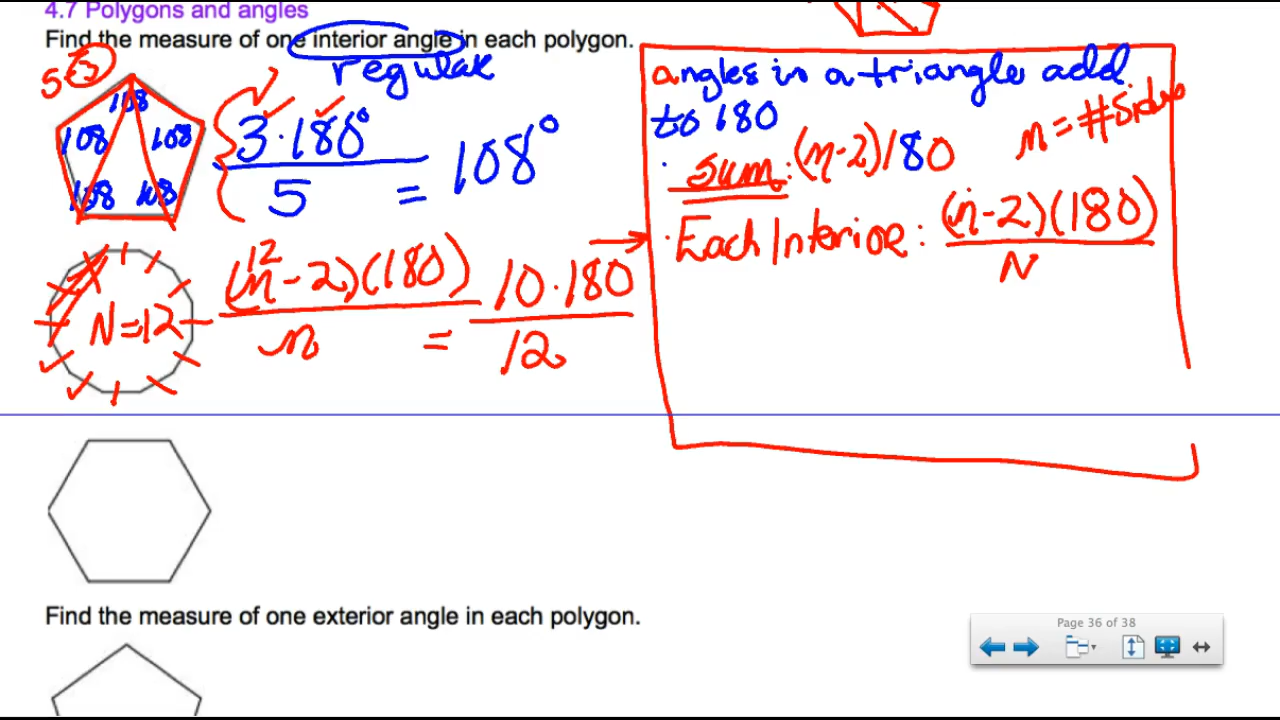 4.7 Polygons and angles
Find the measure of one interior angle in each polygon.
regular
5-2
108
108
108
108
108
3·180°
5
= 108°
angles in a triangle add
to 180
n = #Sides
· sum: (n-2)180
· Each Interior: (n-2)(180)
N
N=12
12
(n-2)(180)
n
=
10·180
12
Find the measure of one exterior angle in each polygon.
Page 36 of 38